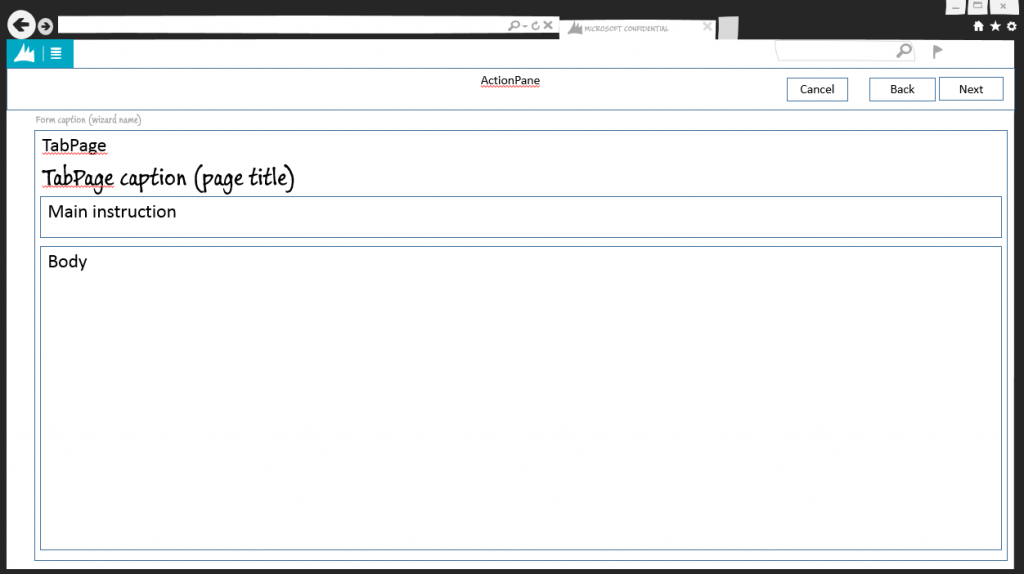 MICROSOFT CONFIDENTIAL
ActionPane
Cancel
Back
Next
Form caption (wizard name)
TabPage
TabPage caption (page title)
Main instruction
Body